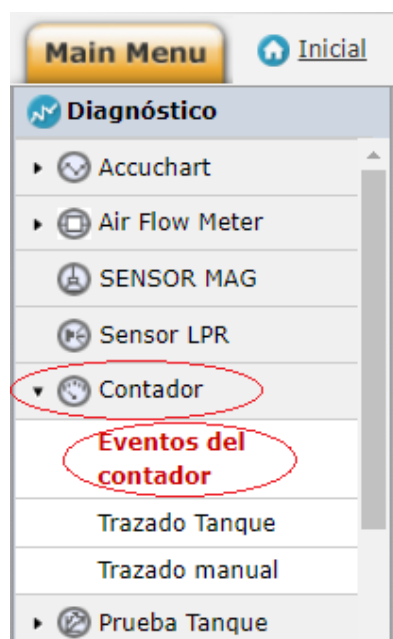 Main Menu
Inicial
Diagnóstico
Accuchart
Air Flow Meter
SENSOR MAG
Sensor LPR
Contador
Eventos del
contador
Trazado Tanque
Trazado manual
Prueba Tanque